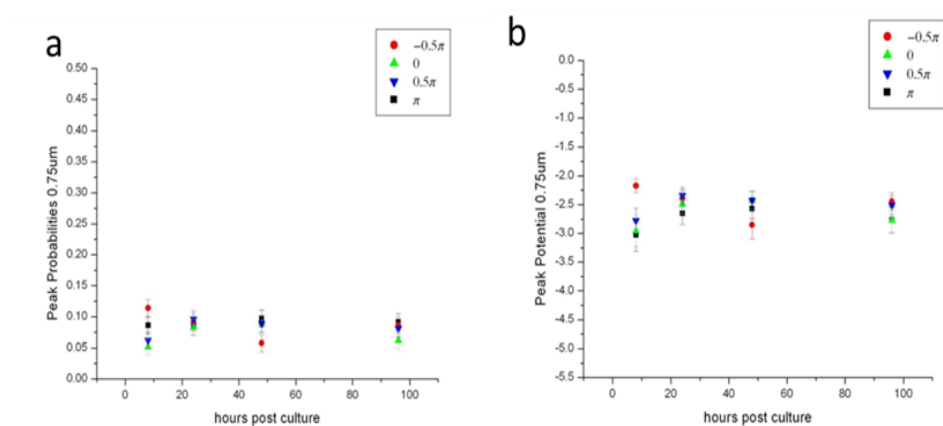 a
−0.5π
0
0.5π
π
0.50
0.45
0.40
0.35
0.30
0.25
0.20
0.15
0.10
0.05
0.00
Peak Probabilities 0.75um
0 20 40 60 80 100
hours post culture
b
−0.5π
0
0.5π
π
0.0
-0.5
-1.0
-1.5
-2.0
-2.5
-3.0
-3.5
-4.0
-4.5
-5.0
-5.5
Peak Potential 0.75um
0 20 40 60 80 100
hours post culture